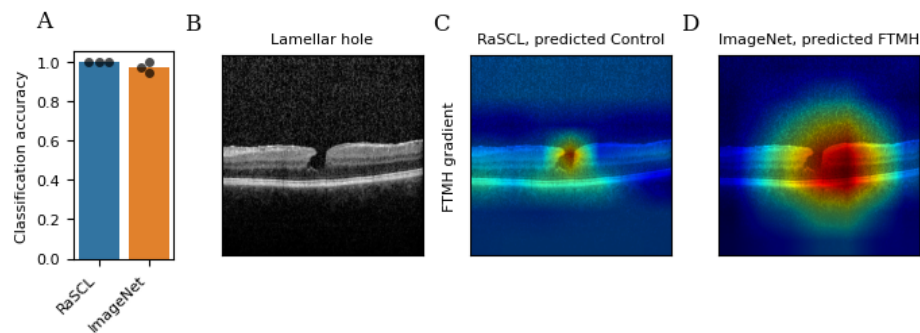 A
B
C
D
Lamellar hole
RaSCL, predicted Control
ImageNet, predicted FTMH
Classification accuracy
1.0
0.8
0.6
0.4
0.2
0.0
RaSCL
ImageNet
FTMH gradient